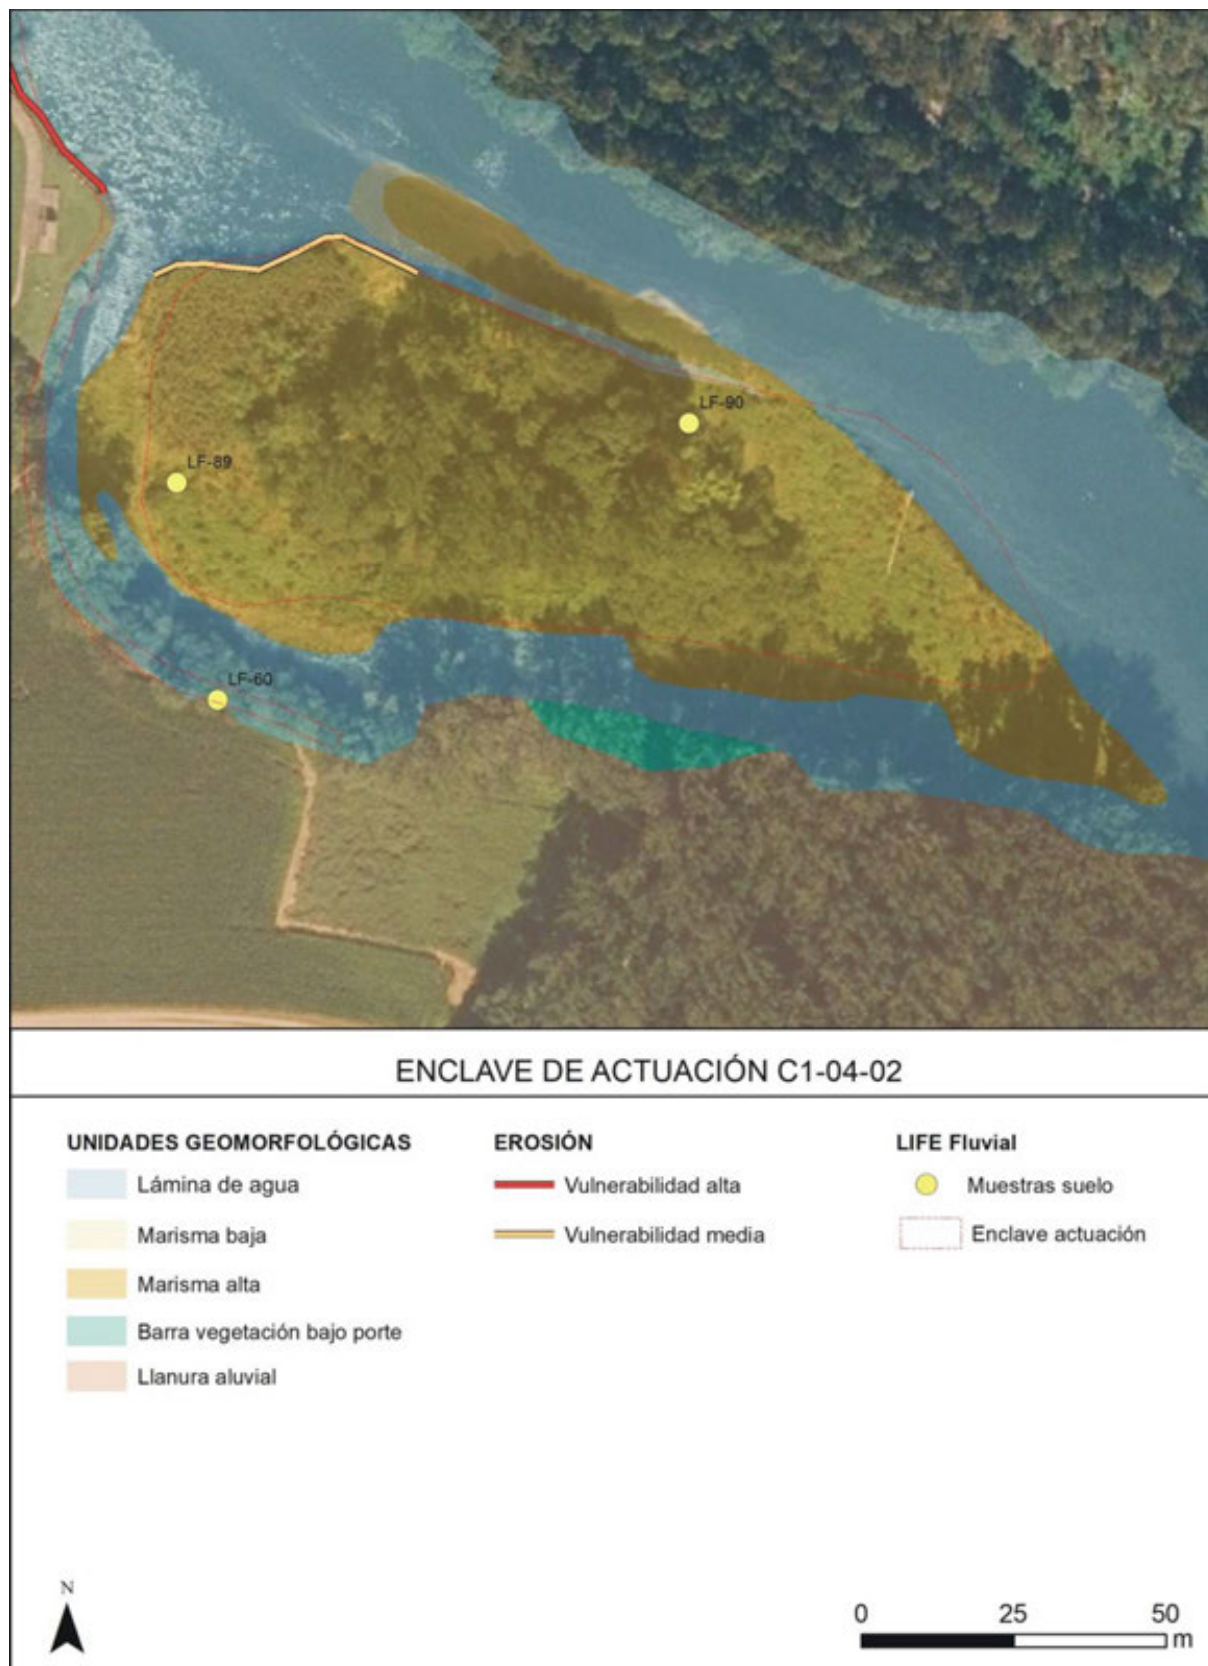 LF-90
LF-89
LF-60
ENCLAVE DE ACTUACIÓN C1-04-02
UNIDADES GEOMORFOLÓGICAS
Lámina de agua
Marisma baja
Marisma alta
Barra vegetación bajo porte
Llanura aluvial
EROSIÓN
Vulnerabilidad alta
Vulnerabilidad media
LIFE Fluvial
Muestras suelo
Enclave actuación
N
0 25 50
m